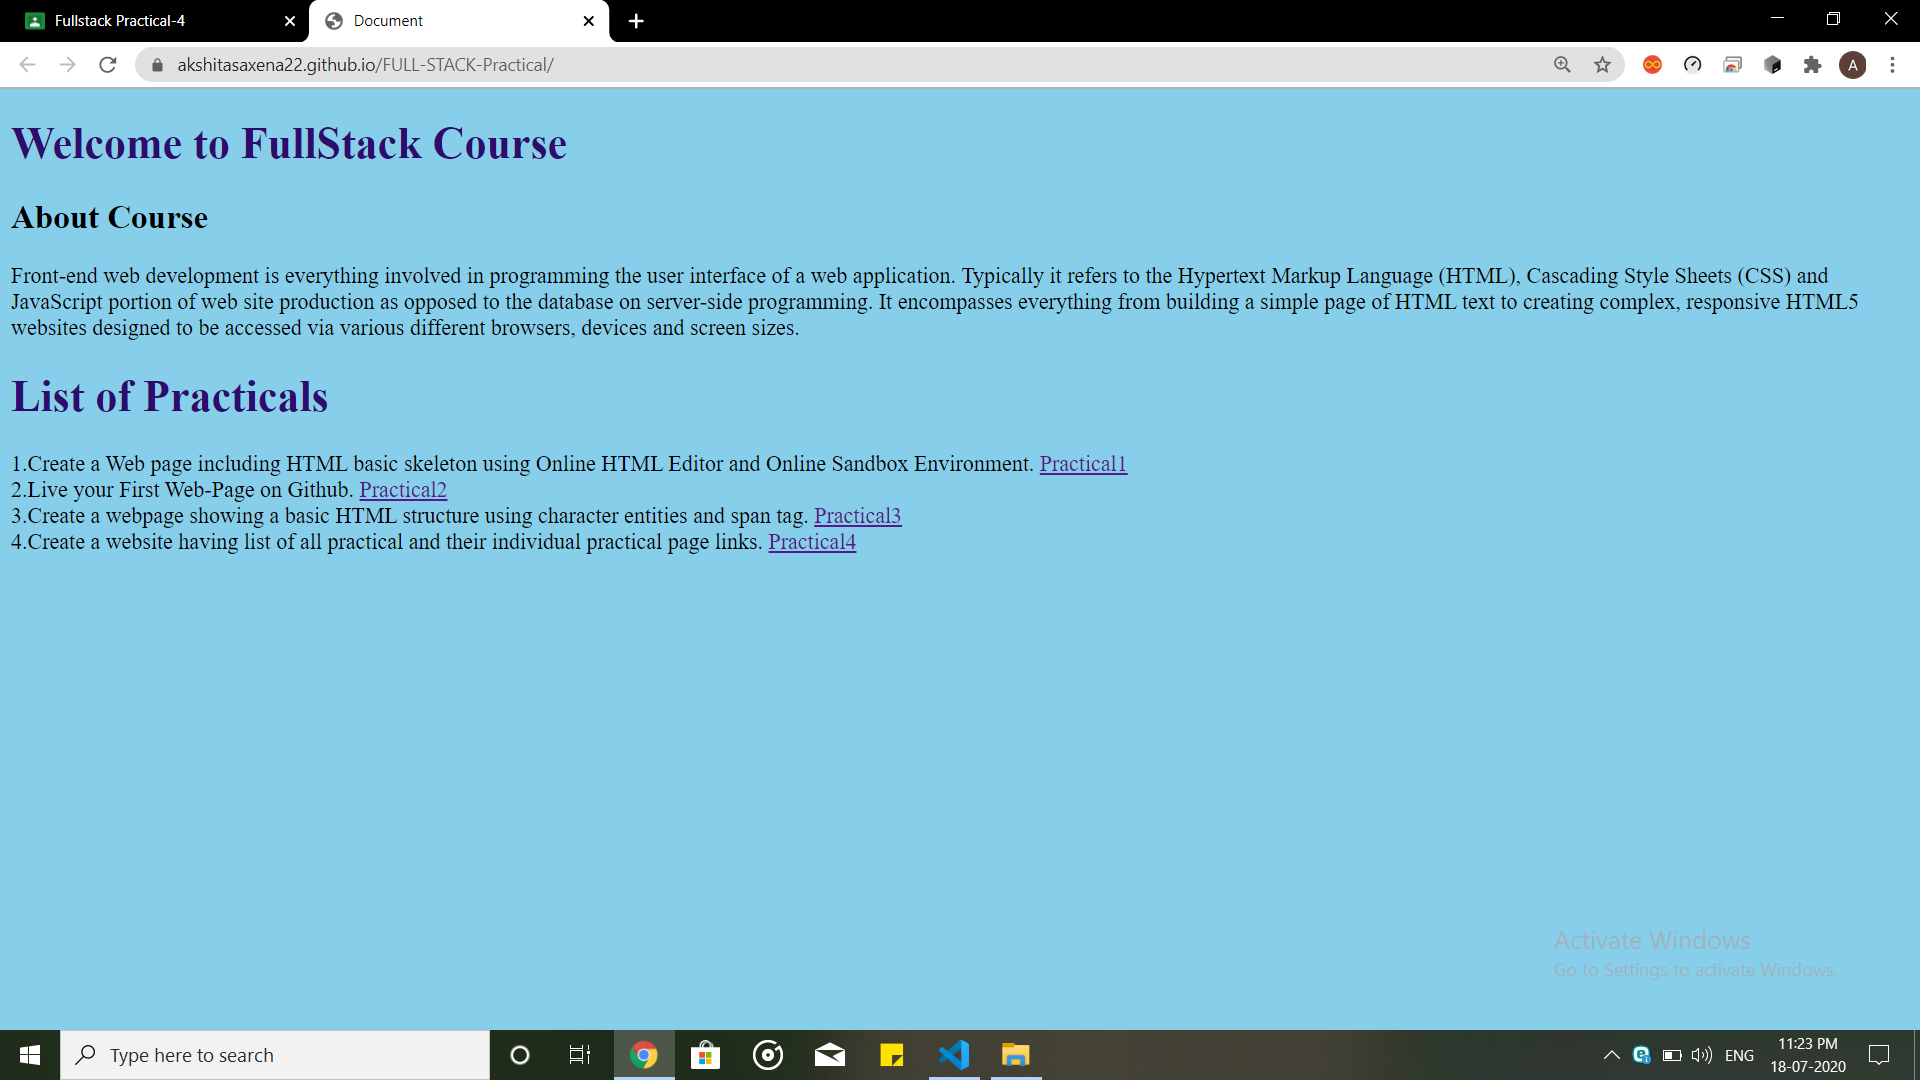 Fullstack Practical-4
Document
akshitasaxena22.github.io/FULL-STACK-Practical/
A
Welcome to FullStack Course
About Course
Front-end web development is everything involved in programming the user interface of a web application. Typically it refers to the Hypertext Markup Language (HTML), Cascading Style Sheets (CSS) and
JavaScript portion of web site production as opposed to the database on server-side programming. It encompasses everything from building a simple page of HTML text to creating complex, responsive HTML5
websites designed to be accessed via various different browsers, devices and screen sizes.
List of Practicals
1.Create a Web page including HTML basic skeleton using Online HTML Editor and Online Sandbox Environment. Practical1
2.Live your First Web-Page on Github. Practical2
3.Create a webpage showing a basic HTML structure using character entities and span tag. Practical3
4.Create a website having list of all practical and their individual practical page links. Practical4
Activate Windows
Go to Settings to activate Windows.
Type here to search
ENG
11:23 PM
18-07-2020